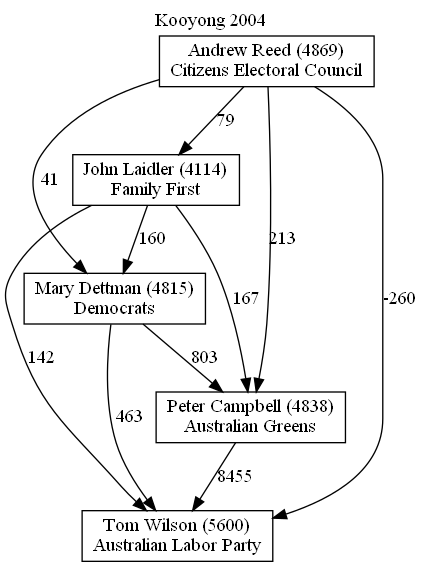 Kooyong 2004
Andrew Reed (4869)
Citizens Electoral Council
79
John Laidler (4114)
Family First
41
160
213
Mary Dettman (4815)
Democrats
167
-260
142
803
463
Peter Campbell (4838)
Australian Greens
8455
Tom Wilson (5600)
Australian Labor Party